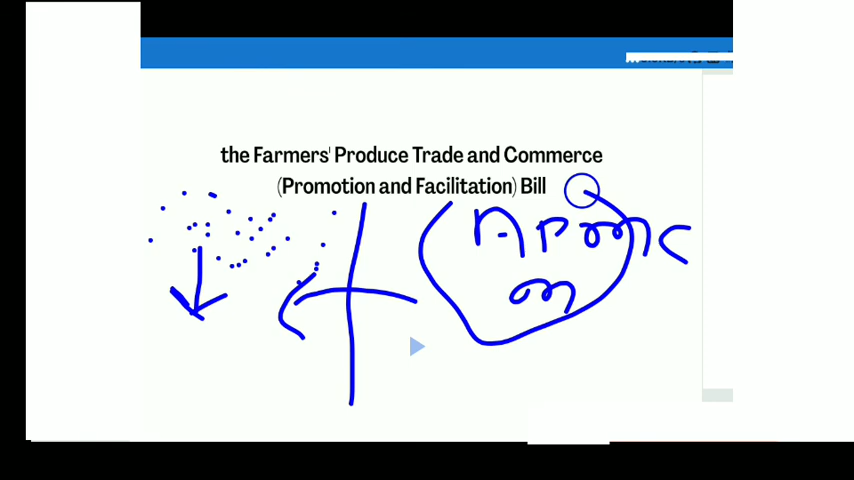 the Farmers' Produce Trade and Commerce
(Promotion and Facilitation) Bill
APmc
m